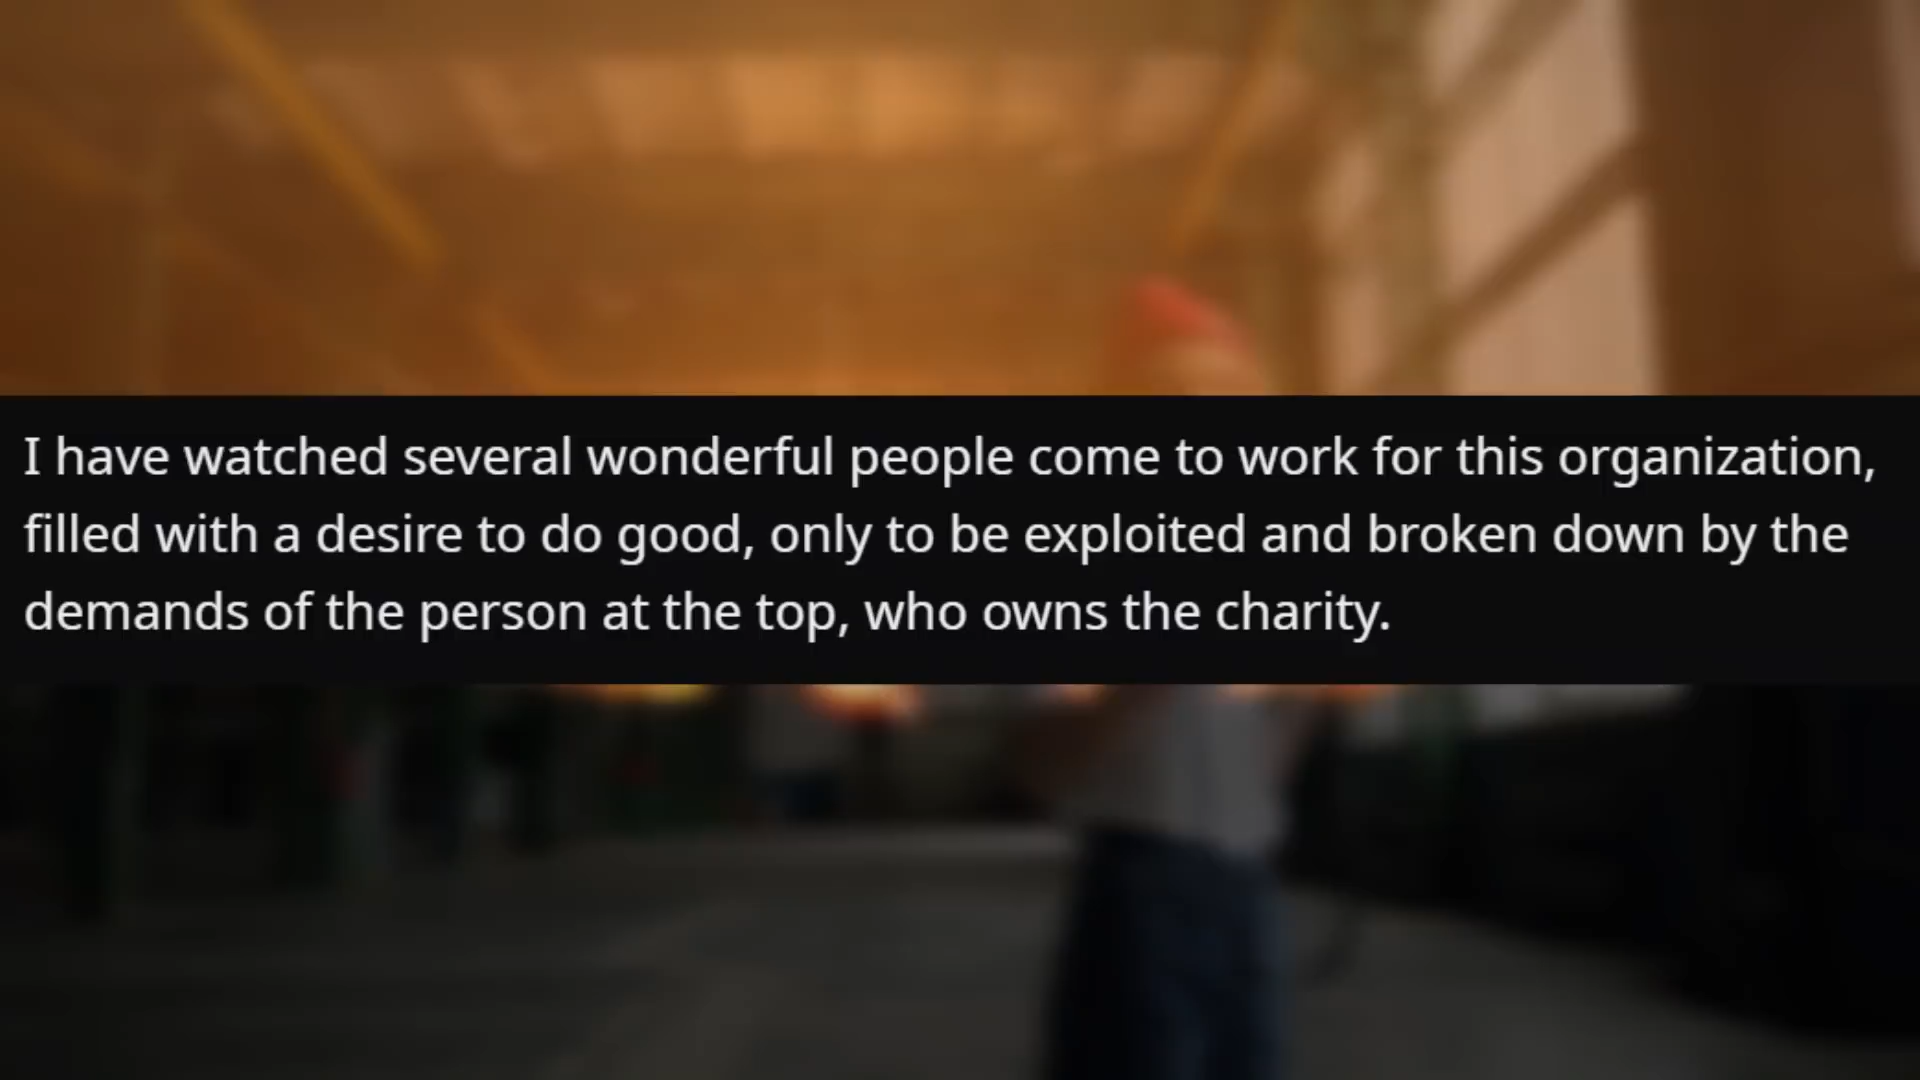 I have watched several wonderful people come to work for this organization,
filled with a desire to do good, only to be exploited and broken down by the
demands of the person at the top, who owns the charity.